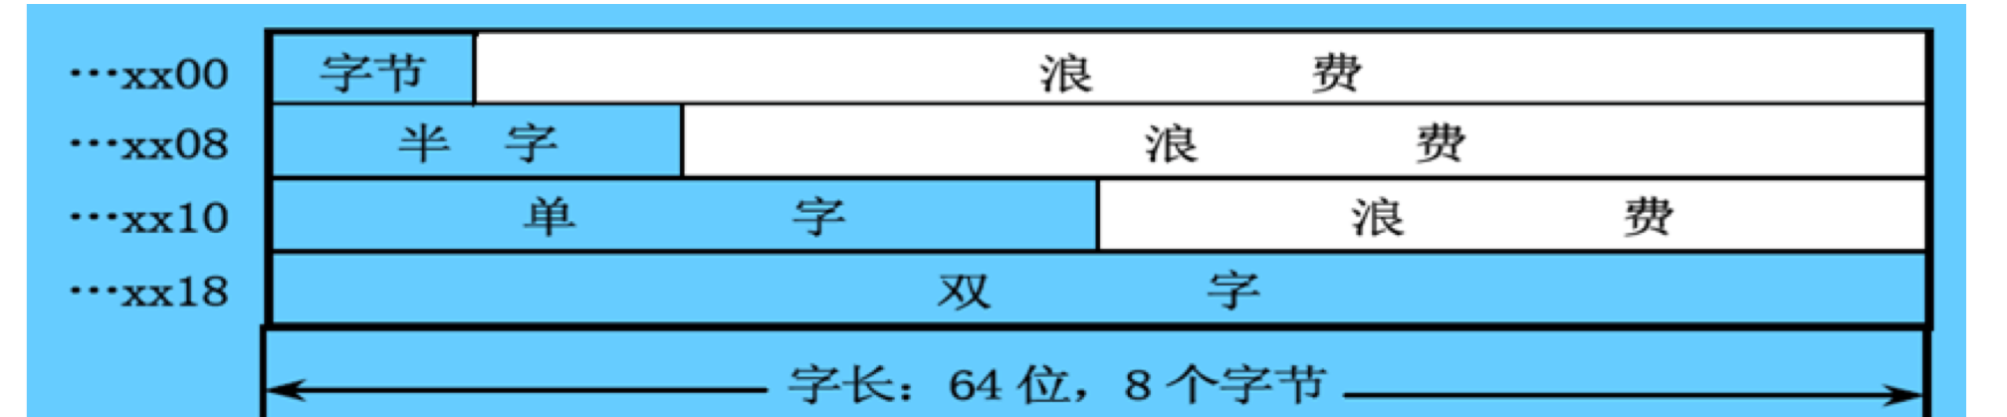 …xx00 字节 浪 费
…xx08 半 字 浪 费
…xx10 单 字 浪 费
…xx18 双 字
字长：64 位，8 个字节